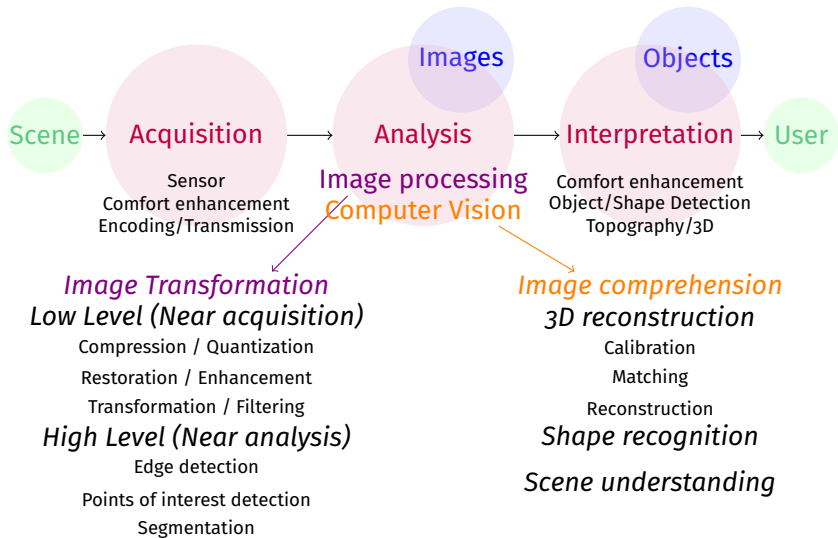 Images
Objects
Scene
Acquisition
Analysis
Interpretation
User
Sensor
Comfort enhancement
Encoding/Transmission
Image processing
Computer Vision
Comfort enhancement
Object/Shape Detection
Topography/3D
Image Transformation
Low Level (Near acquisition)
Compression / Quantization
Restoration / Enhancement
Transformation / Filtering
High Level (Near analysis)
Edge detection
Points of interest detection
Segmentation
Image comprehension
3D reconstruction
Calibration
Matching
Reconstruction
Shape recognition
Scene understanding